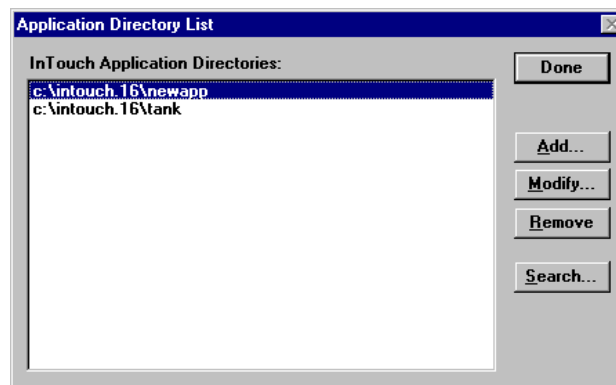 Application Directory List
InTouch Application Directories:
c:\intouch.16\newapp
c:\intouch.16\tank
Done
Add...
Modify...
Remove
Search...